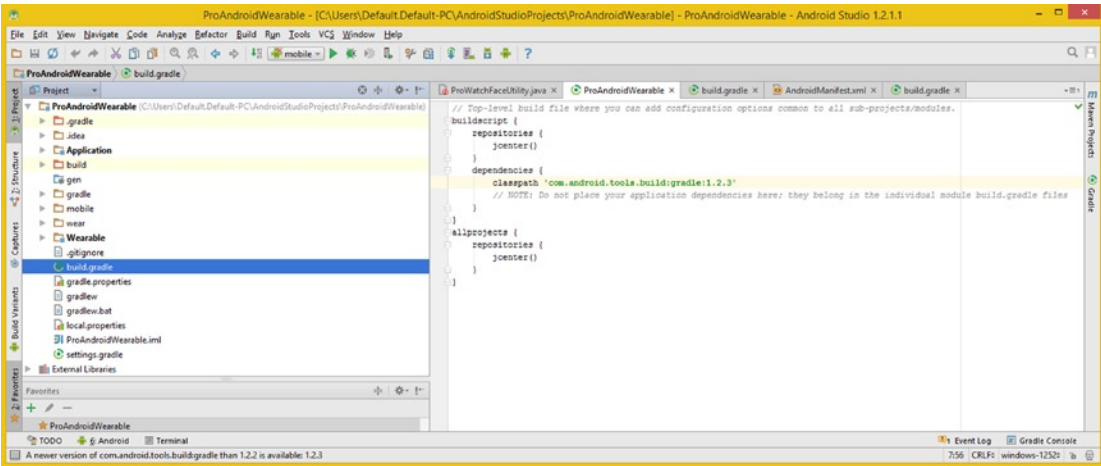 ProAndroidWearable - [C:\Users\Default.Default-PC\AndroidStudioProjects\ProAndroidWearable] - ProAndroidWearable - Android Studio 1.2.1.1
File Edit View Navigate Code Analyze Refactor Build Run Tools VCS Window Help
mobile
ProAndroidWearable build.gradle
1: Project
2: Structure
Captures
Build Variants
2: Favorites
Project
ProAndroidWearable (C:\Users\Default.Default-PC\AndroidStudioProjects\ProAndroidWearable)
.gradle
.idea
Application
build
gen
gradle
mobile
wear
Wearable
.gitignore
build.gradle
gradle.properties
gradlew
gradlew.bat
local.properties
ProAndroidWearable.iml
settings.gradle
External Libraries
Favorites
ProAndroidWearable
ProWatchFaceUtility.java × ProAndroidWearable × build.gradle × AndroidManifest.xml × build.gradle ×
// Top-level build file where you can add configuration options common to all sub-projects/modules.
buildscript {
repositories {
jcenter()
}
dependencies {
classpath 'com.android.tools.build:gradle:1.2.3'
// NOTE: Do not place your application dependencies here; they belong in the individual module build.gradle files
}
}
allprojects {
repositories {
jcenter()
}
}
Maven Projects
Gradle
TODO 6: Android Terminal
1 Event Log Gradle Console
A newer version of com.android.tools.build:gradle than 1.2.2 is available: 1.2.3
7:56 CRLF windows-1252